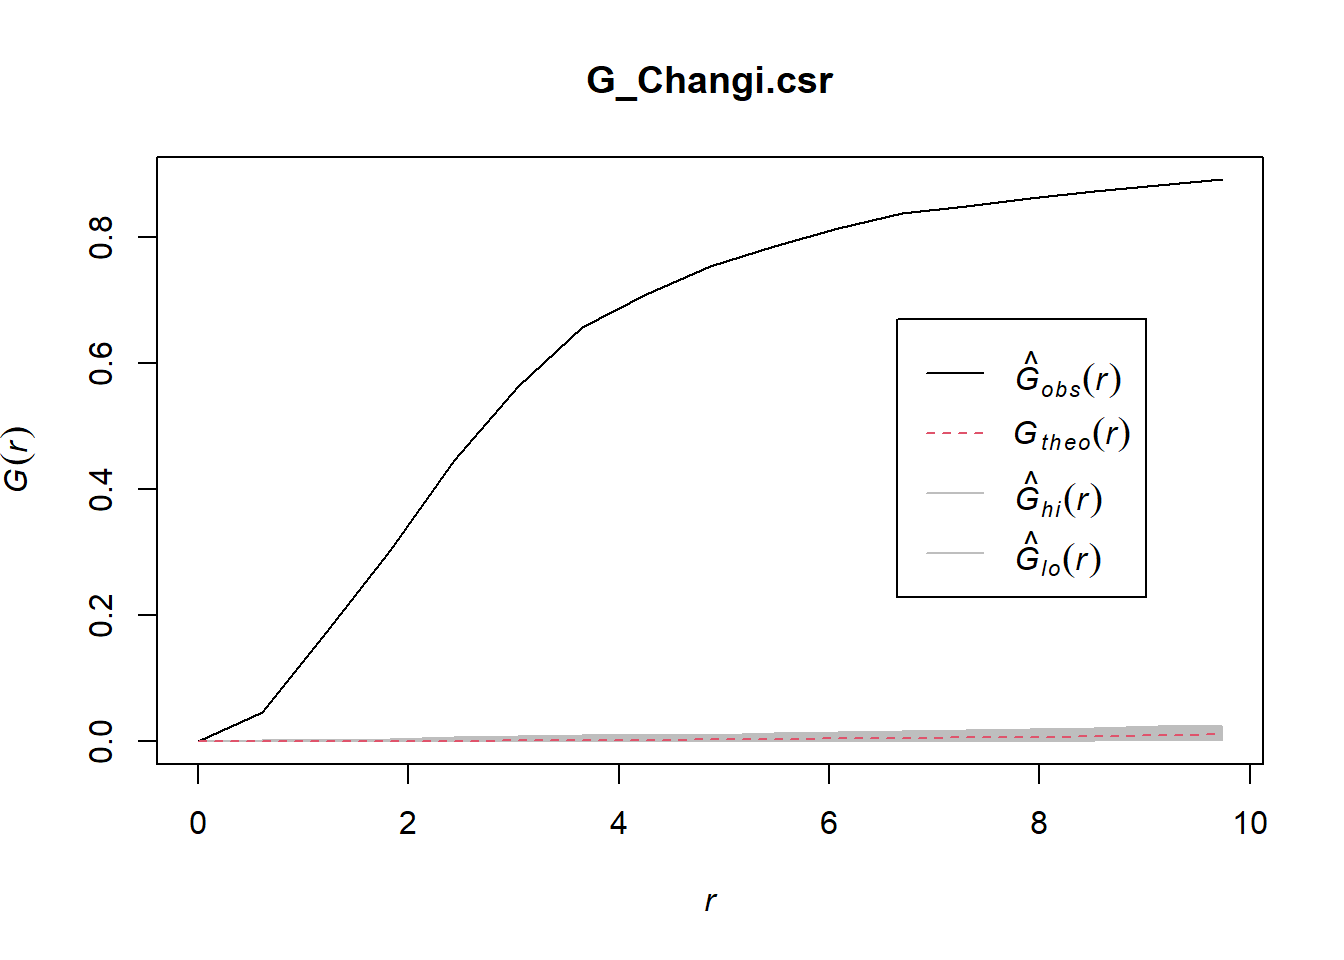 G_Changi.csr
G(r)
0.8
0.6
0.4
0.2
0.0
Ĝobs(r)
Gtheo(r)
Ĝhi(r)
Ĝlo(r)
0 2 4 6 8 10
r